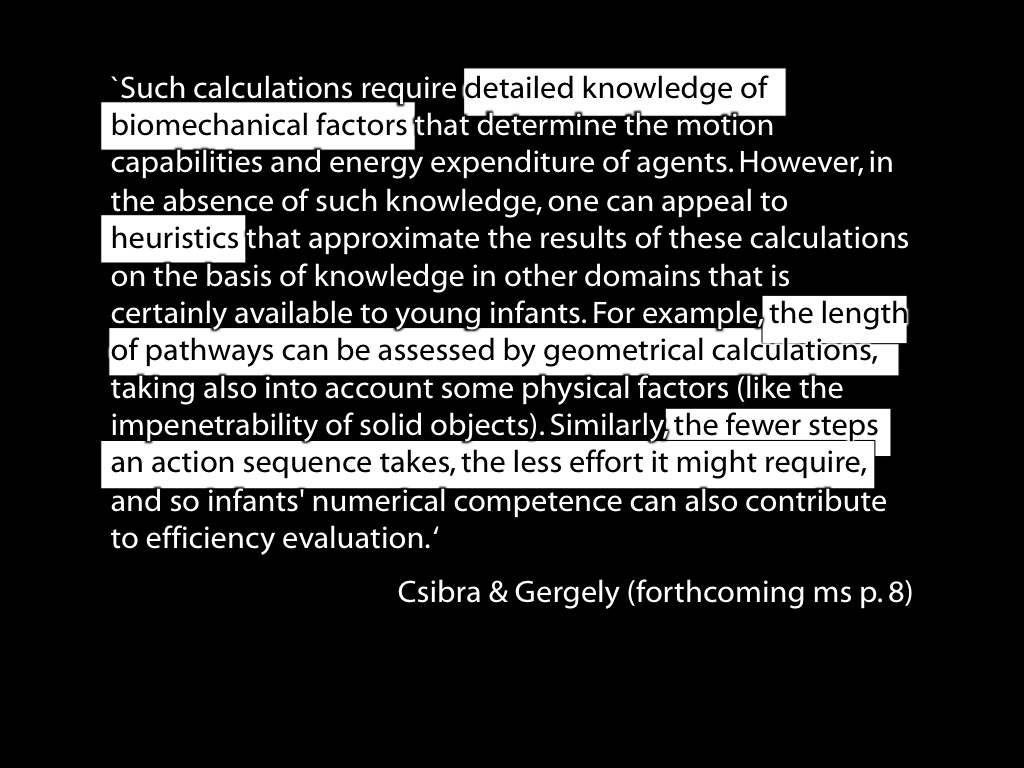 `Such calculations require detailed knowledge of
biomechanical factors that determine the motion
capabilities and energy expenditure of agents. However, in
the absence of such knowledge, one can appeal to
heuristics that approximate the results of these calculations
on the basis of knowledge in other domains that is
certainly available to young infants. For example, the length
of pathways can be assessed by geometrical calculations,
taking also into account some physical factors (like the
impenetrability of solid objects). Similarly, the fewer steps
an action sequence takes, the less effort it might require,
and so infants' numerical competence can also contribute
to efficiency evaluation.‘
Csibra & Gergely (forthcoming ms p. 8)